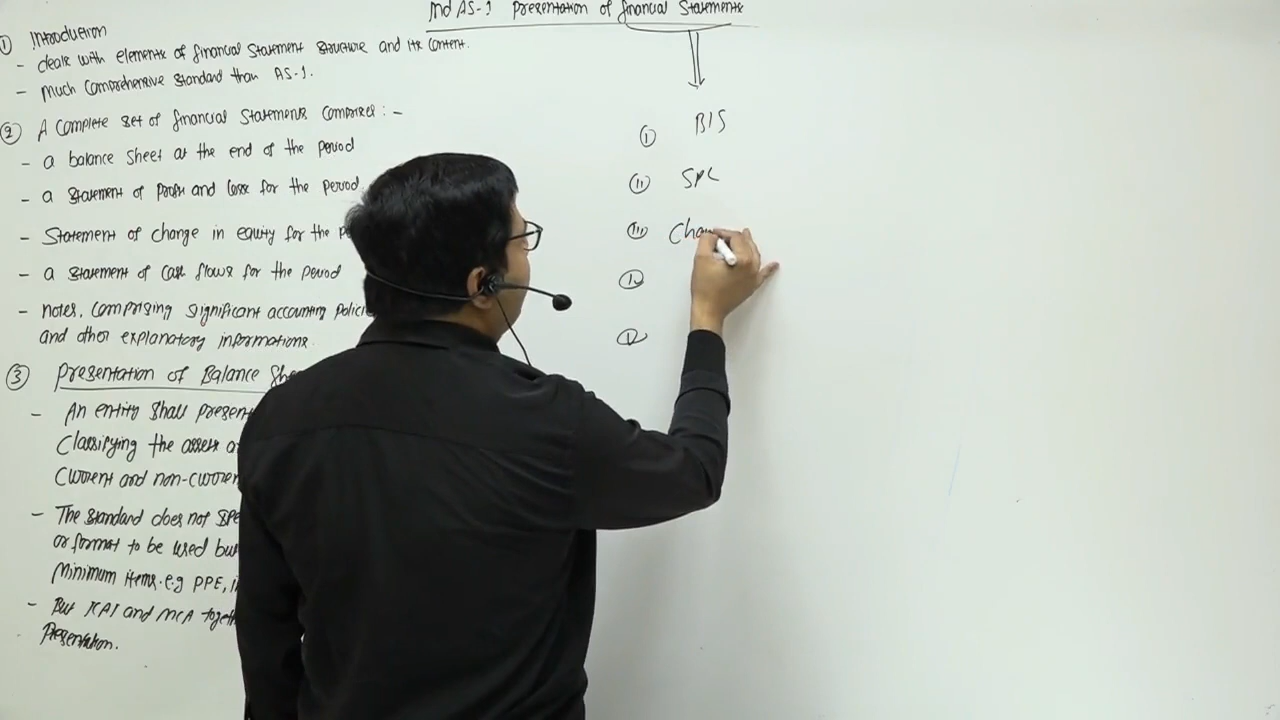 Ind AS-1 Presentation of financial Statements
① Introduction
- deals with elements of financial Statement Structure and its Content.
- Much Comprehensive Standard than AS-1.
② A Complete Set of financial Statements Comprises :-
- a balance Sheet as the end of the period
- a Statement of Profit and loss for the period.
- Statement of change in equity for the
- a Statement of Cash flows for the period
- notes, Comprising significant accounting
and other explanatory informations.
③ Presentation of Balance
- An entity Shall present
Classifying the assets
Current and non-current
- The Standard does not
or format to be used
Minimum items. e.g PPE,
- But ICAI and MCA
Presentation.
(i) B/S
(ii) SPL
(iii) Chan
(iv)
(v)